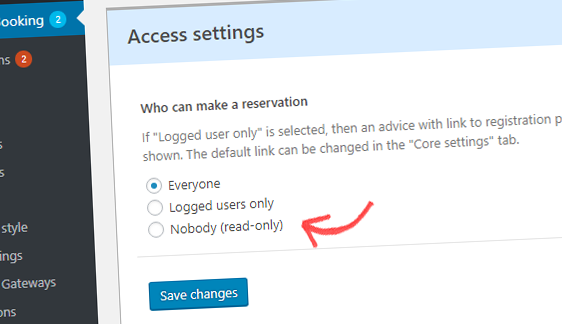 ooking 2
Access settings
ns 2
Who can make a reservation
If "Logged user only" is selected, then an advice with link to registration p
shown. The default link can be changed in the "Core settings" tab.
s
s
Everyone
Logged users only
Nobody (read-only)
style
ings
Gateways
ons
Save changes